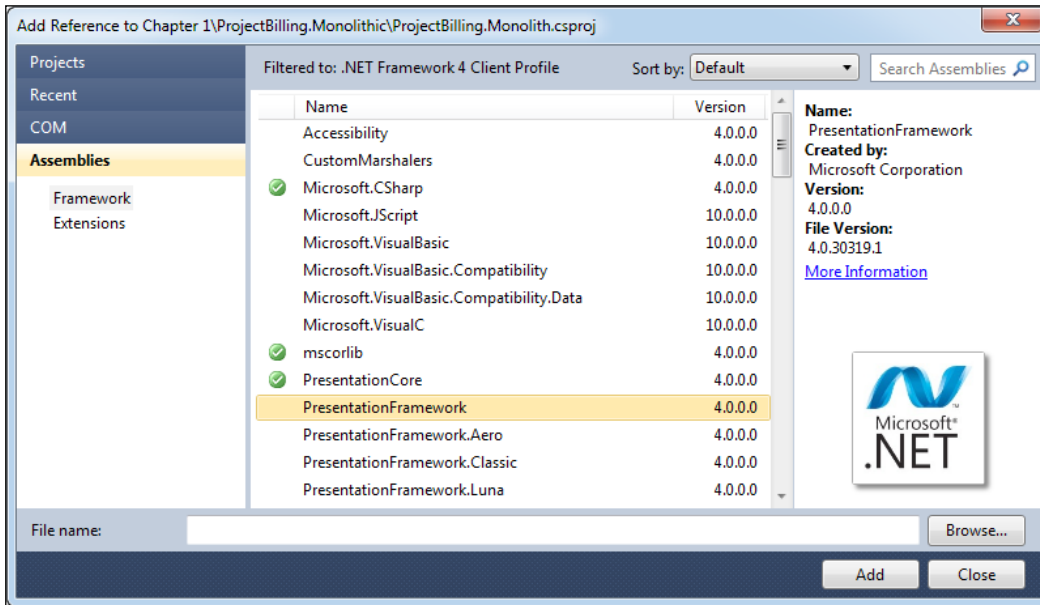 Add Reference to Chapter 1\ProjectBilling.Monolithic\ProjectBilling.Monolith.csproj
Projects
Recent
COM
Assemblies
Framework
Extensions
Filtered to: .NET Framework 4 Client Profile
Sort by: Default
Search Assemblies
Name Version
Accessibility 4.0.0.0
CustomMarshalers 4.0.0.0
Microsoft.CSharp 4.0.0.0
Microsoft.JScript 10.0.0.0
Microsoft.VisualBasic 10.0.0.0
Microsoft.VisualBasic.Compatibility 10.0.0.0
Microsoft.VisualBasic.Compatibility.Data 10.0.0.0
Microsoft.VisualC 10.0.0.0
mscorlib 4.0.0.0
PresentationCore 4.0.0.0
PresentationFramework 4.0.0.0
PresentationFramework.Aero 4.0.0.0
PresentationFramework.Classic 4.0.0.0
PresentationFramework.Luna 4.0.0.0
Name:
PresentationFramework
Created by:
Microsoft Corporation
Version:
4.0.0.0
File Version:
4.0.30319.1
More Information
Microsoft®
.NET
File name:
Browse...
Add
Close